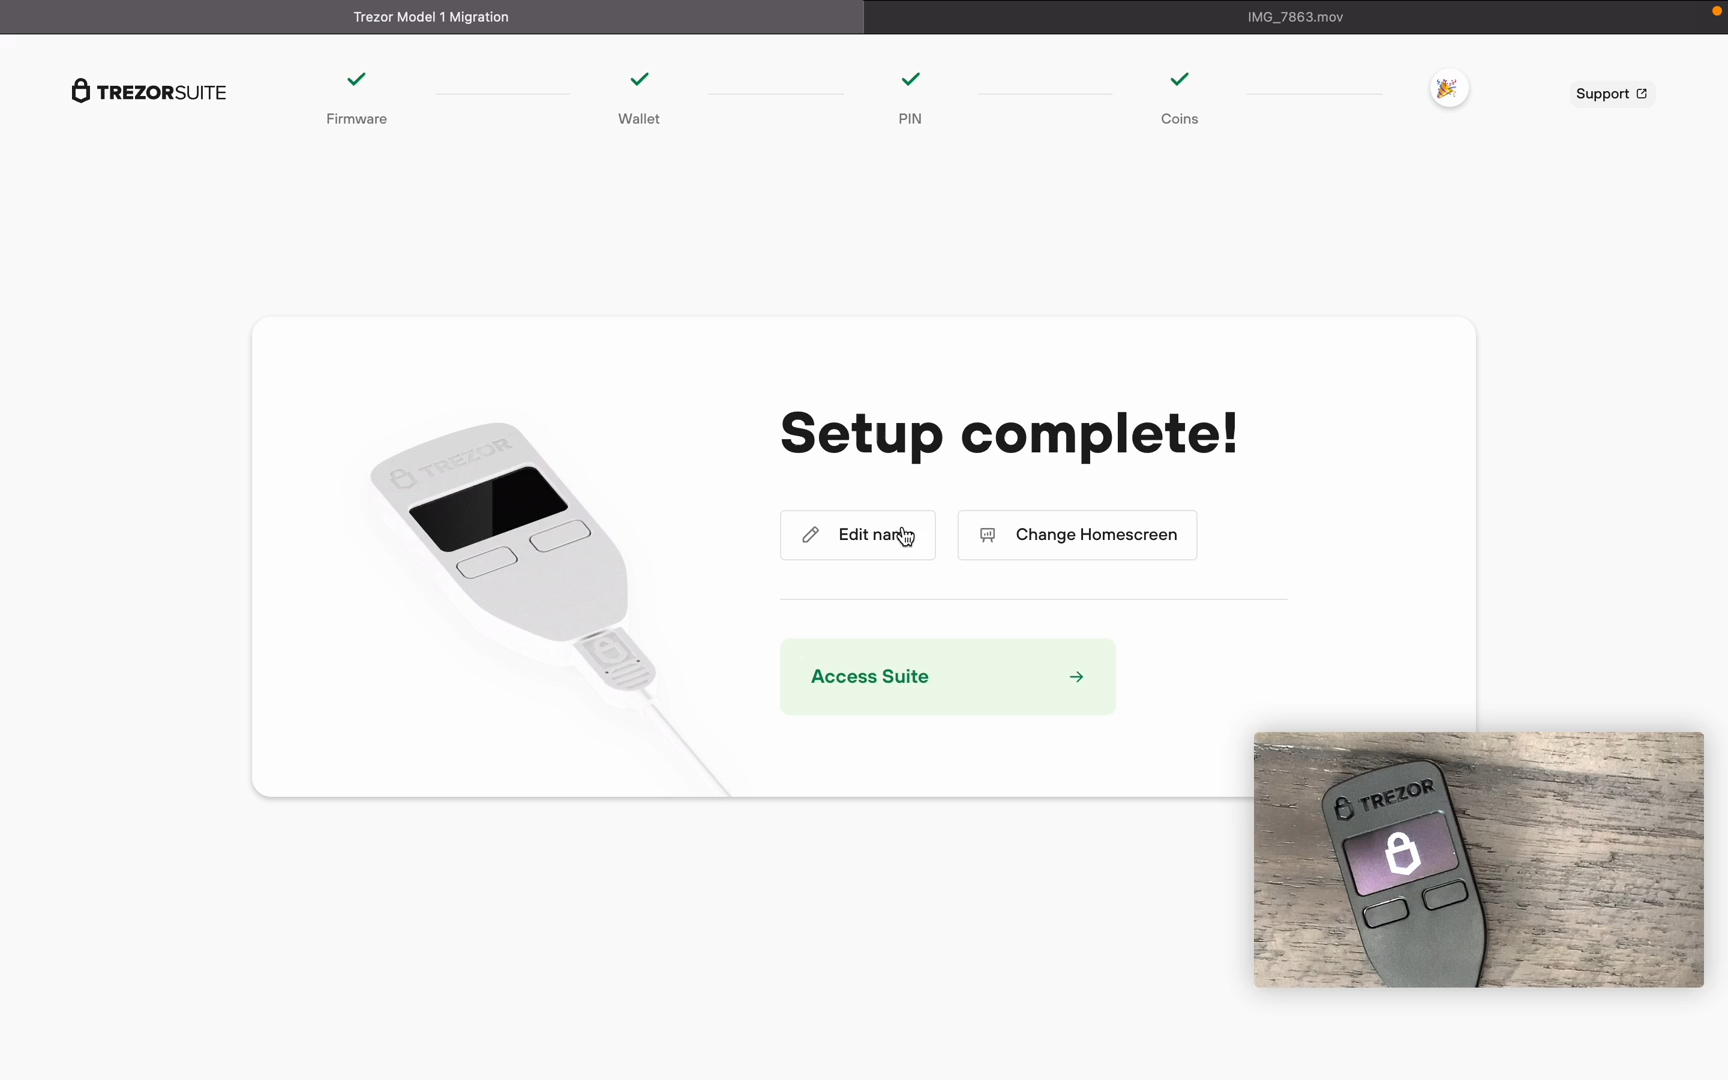 Trezor Model 1 Migration
IMG_7863.mov
TREZORSUITE
Firmware
Wallet
PIN
Coins
Support
TREZOR
Setup complete!
Edit name
Change Homescreen
Access Suite
TREZOR